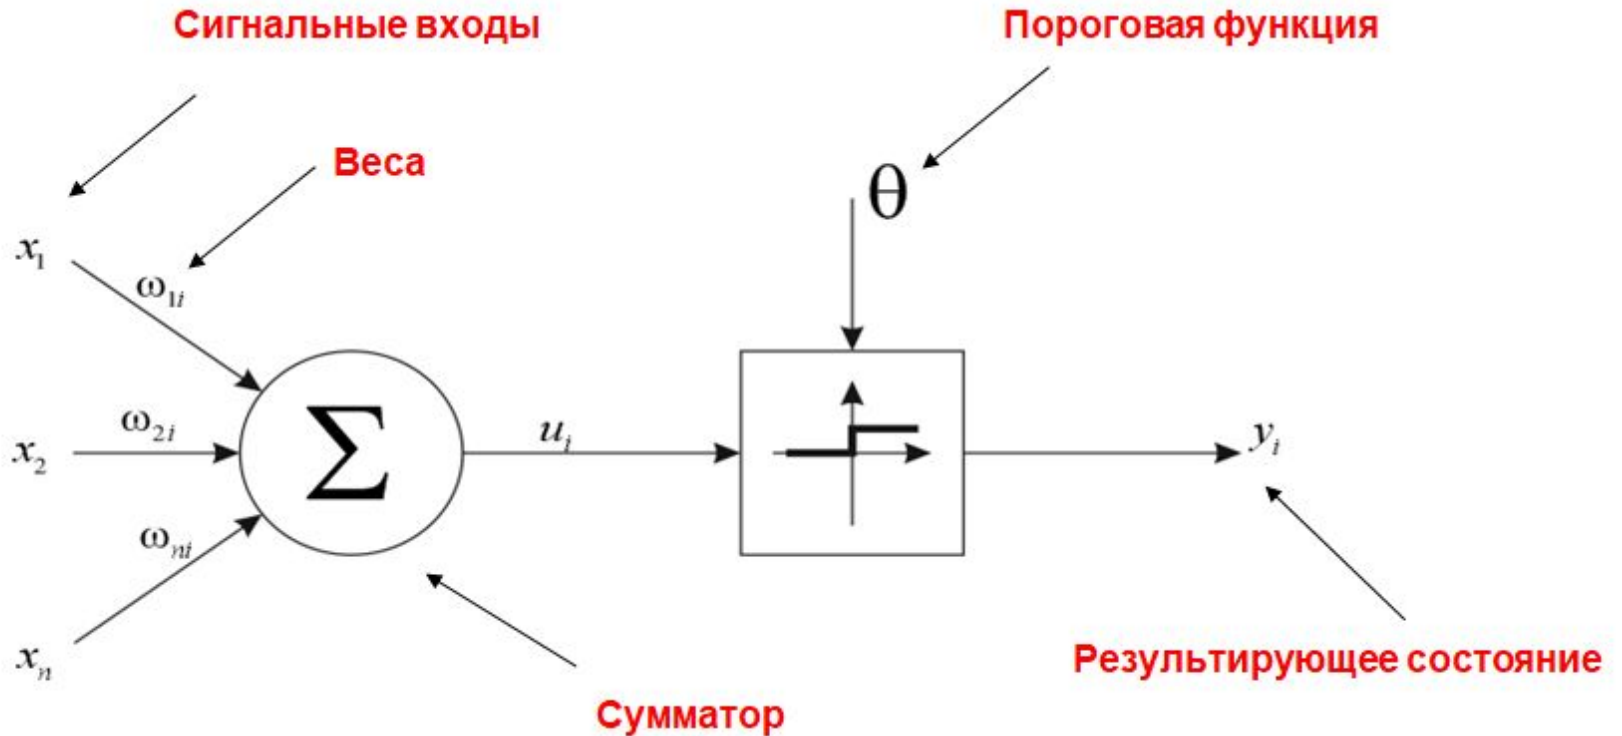 Сигнальные входы
Пороговая функция
Веса
θ
x₁
ω₁ᵢ
x₂
ω₂ᵢ
Σ
uᵢ
yᵢ
ωₙᵢ
xₙ
Результирующее состояние
Сумматор